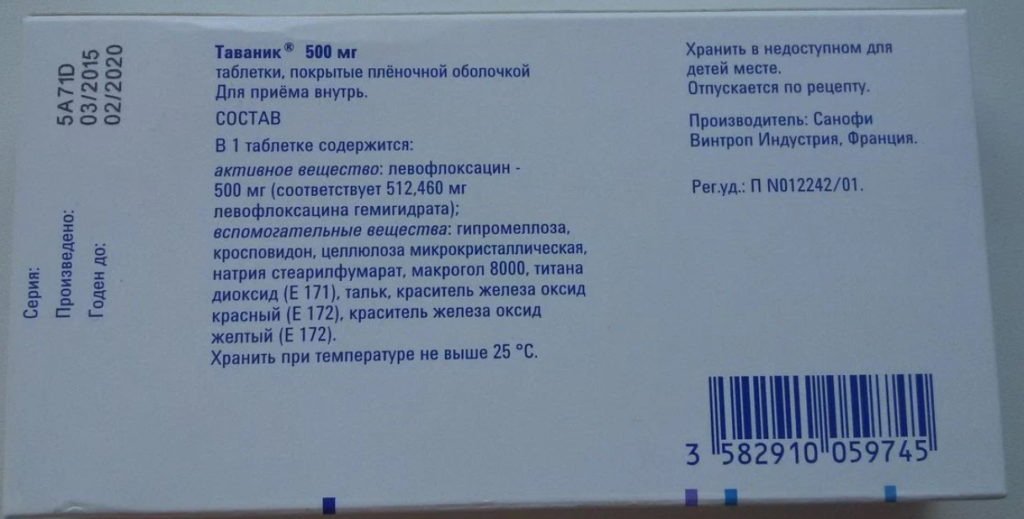 5A71D
03/2015
02/2020
Серия:
Произведено:
Годен до:
Таваник® 500 мг
таблетки, покрытые плёночной оболочкой
Для приёма внутрь.
СОСТАВ
В 1 таблетке содержится:
активное вещество: левофлоксацин -
500 мг (соответствует 512,460 мг
левофлоксацина гемигидрата);
вспомогательные вещества: гипромеллоза,
кросповидон, целлюлоза микрокристаллическая,
натрия стеарилфумарат, макрогол 8000, титана
диоксид (Е 171), тальк, краситель железа оксид
красный (Е 172), краситель железа оксид
желтый (Е 172).
Хранить при температуре не выше 25 °С.
Хранить в недоступном для
детей месте.
Отпускается по рецепту.
Производитель: Санофи
Винтроп Индустрия, Франция.
Рег.уд.: П N012242/01.
3 582910 059745